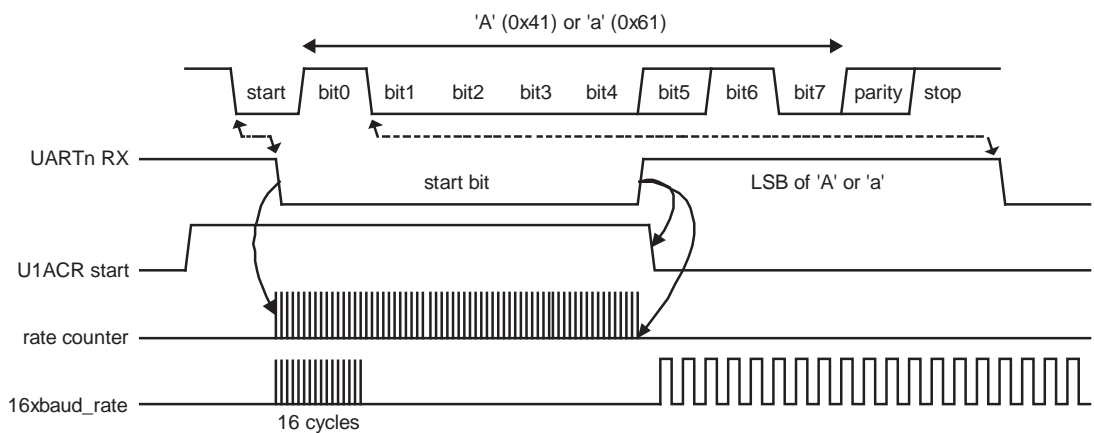 'A' (0x41) or 'a' (0x61)
start bit0 bit1 bit2 bit3 bit4 bit5 bit6 bit7 parity stop
UARTn RX
start bit
LSB of 'A' or 'a'
U1ACR start
rate counter
16xbaud_rate
16 cycles